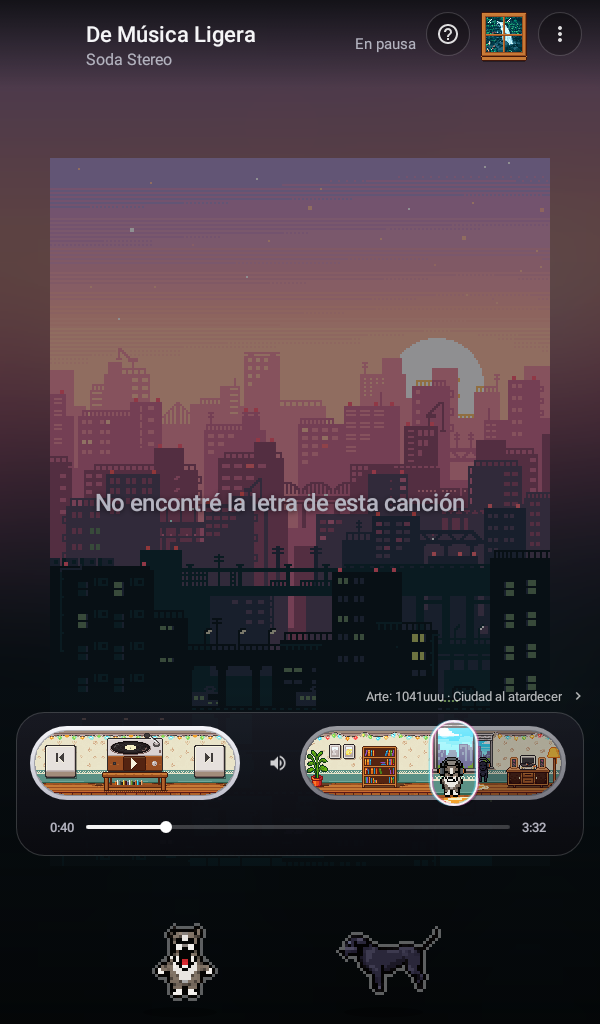 De Música Ligera
Soda Stereo
En pausa
No encontré la letra de esta canción
Arte: 1041uuu · Ciudad al atardecer
0:40
3:32